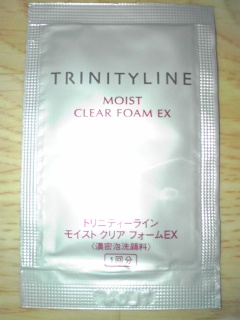 TRINITYLINE
MOIST
CLEAR FOAM EX
トリニティーライン
モイスト クリア フォームEX
(濃密泡洗顔料)
1回分